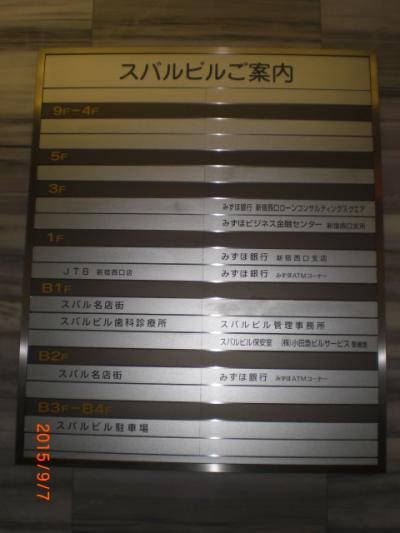 スバルビルご案内
9F-4F
5F
3F
みずほ銀行 新宿西口ローンコンサルティングスクエア
みずほビジネス金融センター 新宿西口支所
1F
みずほ銀行 新宿西口支店
JTB 新宿西口店 みずほ銀行 みずほATMコーナー
B1F
スバル名店街
スバルビル歯科診療所 スバルビル管理事務所
スバルビル保安室 (株)小田急ビルサービス 警備室
B2F
スバル名店街 みずほ銀行 みずほATMコーナー
B3F-B4F
スバルビル駐車場
2015/9/7